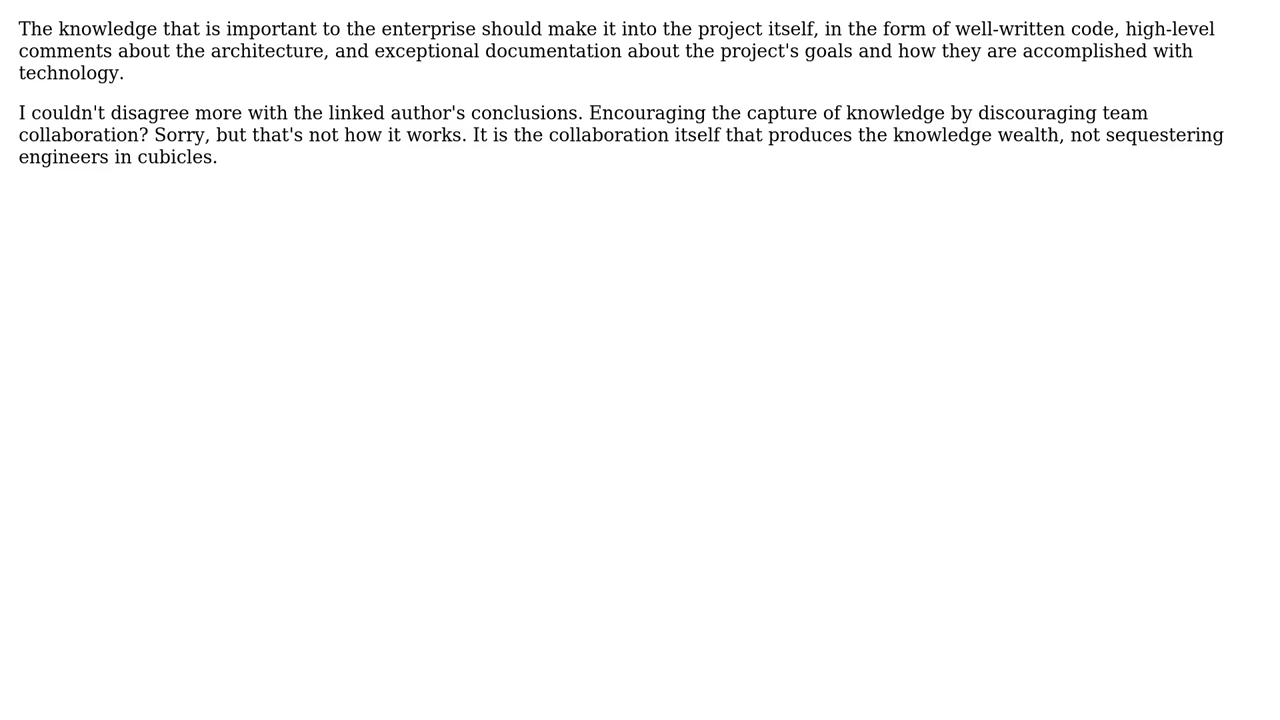 The knowledge that is important to the enterprise should make it into the project itself, in the form of well-written code, high-level
comments about the architecture, and exceptional documentation about the project's goals and how they are accomplished with
technology.
I couldn't disagree more with the linked author's conclusions. Encouraging the capture of knowledge by discouraging team
collaboration? Sorry, but that's not how it works. It is the collaboration itself that produces the knowledge wealth, not sequestering
engineers in cubicles.